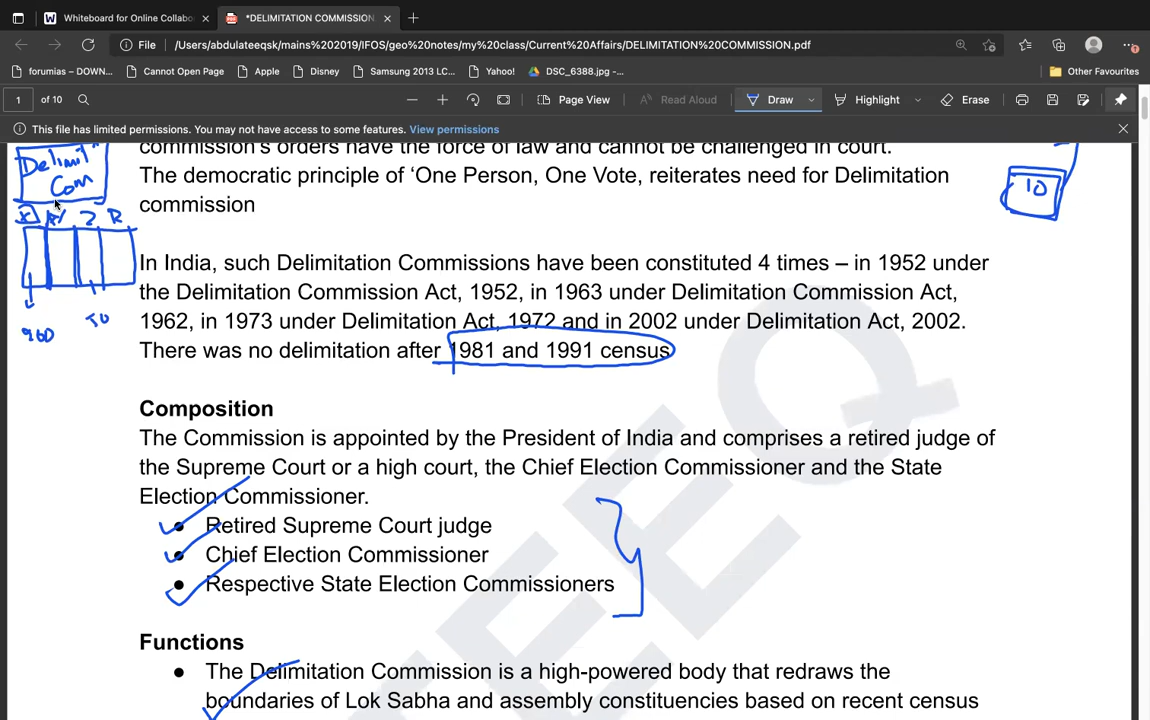 Whiteboard for Online Collabo
*DELIMITATION COMMISSION.
File
/Users/abdulateeqsk/mains%202019/IFOS/geo%20notes/my%20class/Current%20Affairs/DELIMITATION%20COMMISSION.pdf
forumias – DOWN...
Cannot Open Page
Apple
Disney
Samsung 2013 LC...
Yahoo!
DSC_6388.jpg -...
Other Favourites
1 of 10
Page View
Read Aloud
Draw
Highlight
Erase
This file has limited permissions. You may not have access to some features. View permissions
commission's orders have the force of law and cannot be challenged in court.
The democratic principle of ‘One Person, One Vote, reiterates need for Delimitation
commission
Delimit
Com
10
In India, such Delimitation Commissions have been constituted 4 times – in 1952 under
the Delimitation Commission Act, 1952, in 1963 under Delimitation Commission Act,
1962, in 1973 under Delimitation Act, 1972 and in 2002 under Delimitation Act, 2002.
There was no delimitation after 1981 and 1991 census
Composition
The Commission is appointed by the President of India and comprises a retired judge of
the Supreme Court or a high court, the Chief Election Commissioner and the State
Election Commissioner.
● Retired Supreme Court judge
● Chief Election Commissioner
● Respective State Election Commissioners
Functions
● The Delimitation Commission is a high-powered body that redraws the
boundaries of Lok Sabha and assembly constituencies based on recent census
TEEQ